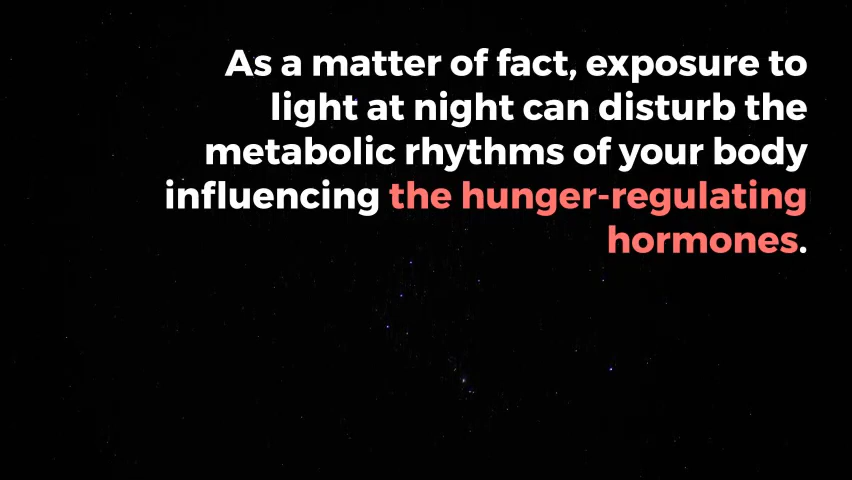 As a matter of fact, exposure to
light at night can disturb the
metabolic rhythms of your body
influencing the hunger-regulating
hormones.